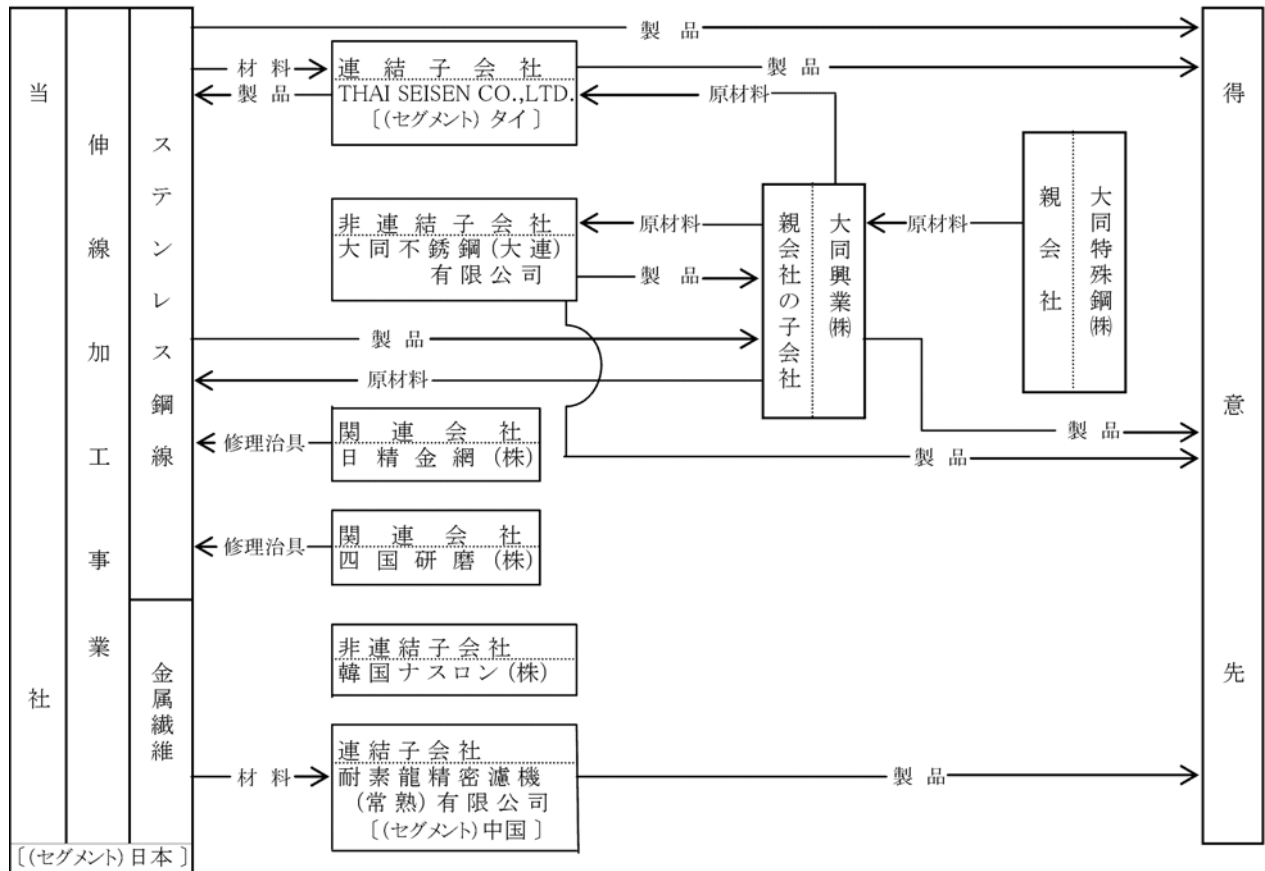 当社
伸線加工事業
ステンレス鋼線
金属繊維
〔(セグメント)日本〕
製品
材料
製品
連結子会社
THAI SEISEN CO.,LTD.
〔(セグメント)タイ〕
製品
原材料
非連結子会社
大同不銹鋼(大連)
有限公司
原材料
製品
親会社の子会社
大同興業㈱
原材料
親会社
大同特殊鋼㈱
製品
原材料
製品
製品
修理治具
関連会社
日精金網(株)
修理治具
関連会社
四国研磨(株)
非連結子会社
韓国ナスロン(株)
材料
連結子会社
耐素龍精密濾機
(常熟)有限公司
〔(セグメント)中国〕
製品
得意先